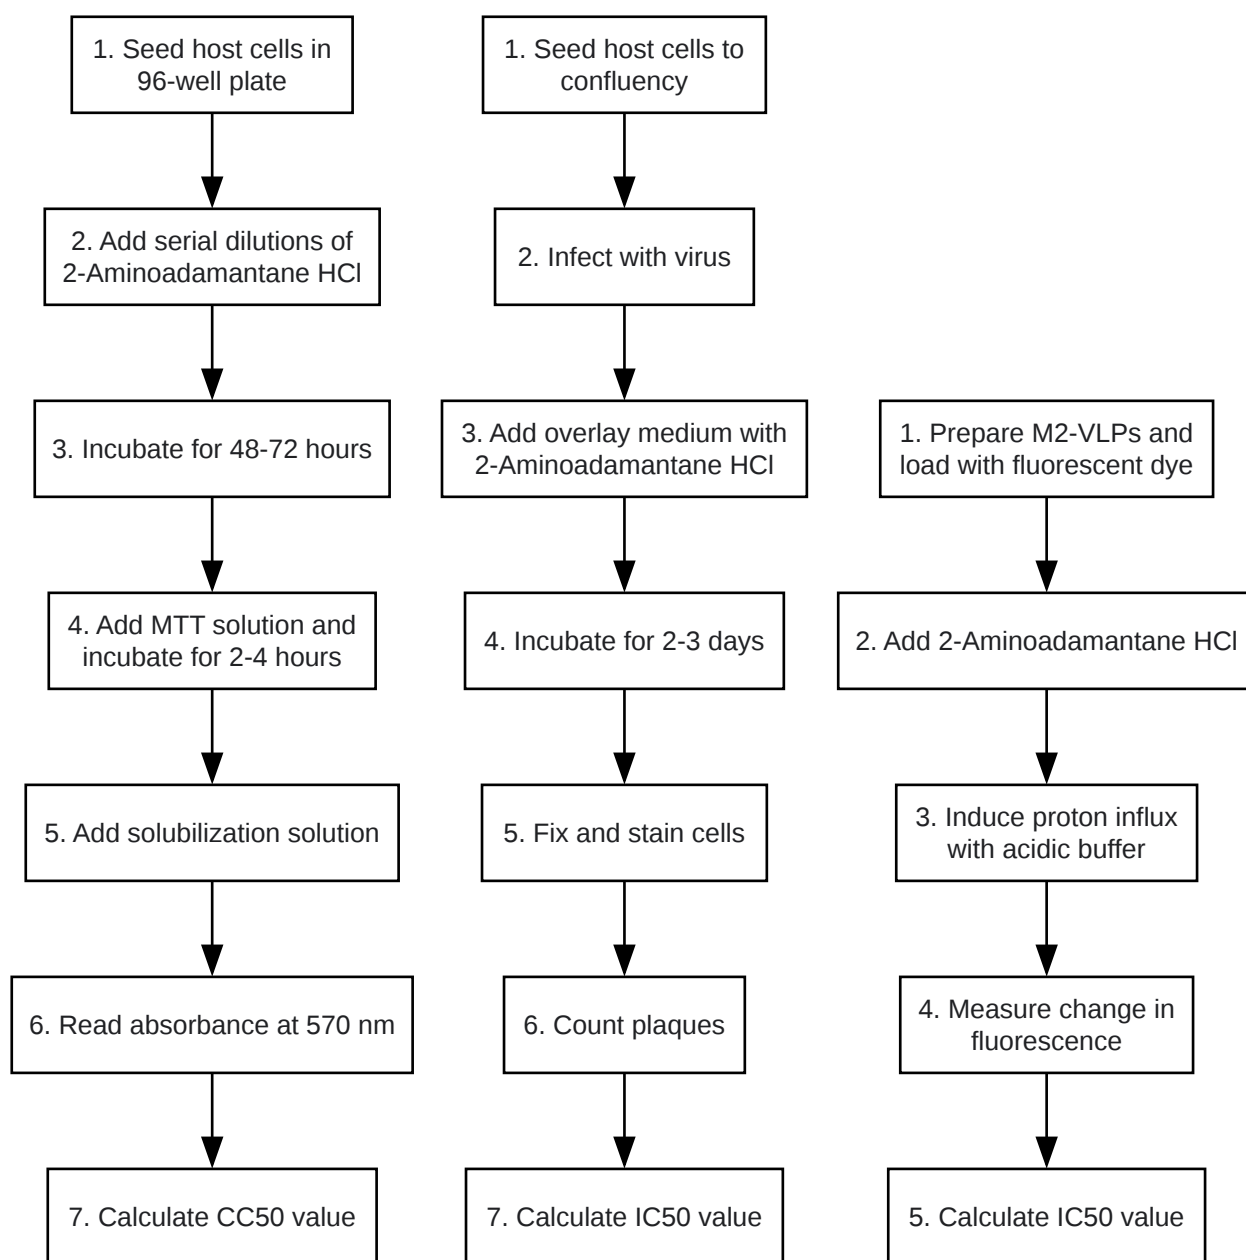 1. Seed host cells in
96-well plate
2. Add serial dilutions of
2-Aminoadamantane HCl
3. Incubate for 48-72 hours
4. Add MTT solution and
incubate for 2-4 hours
5. Add solubilization solution
6. Read absorbance at 570 nm
7. Calculate CC50 value
1. Seed host cells to
confluency
2. Infect with virus
3. Add overlay medium with
2-Aminoadamantane HCl
4. Incubate for 2-3 days
5. Fix and stain cells
6. Count plaques
7. Calculate IC50 value
1. Prepare M2-VLPs and
load with fluorescent dye
2. Add 2-Aminoadamantane HCl
3. Induce proton influx
with acidic buffer
4. Measure change in
fluorescence
5. Calculate IC50 value